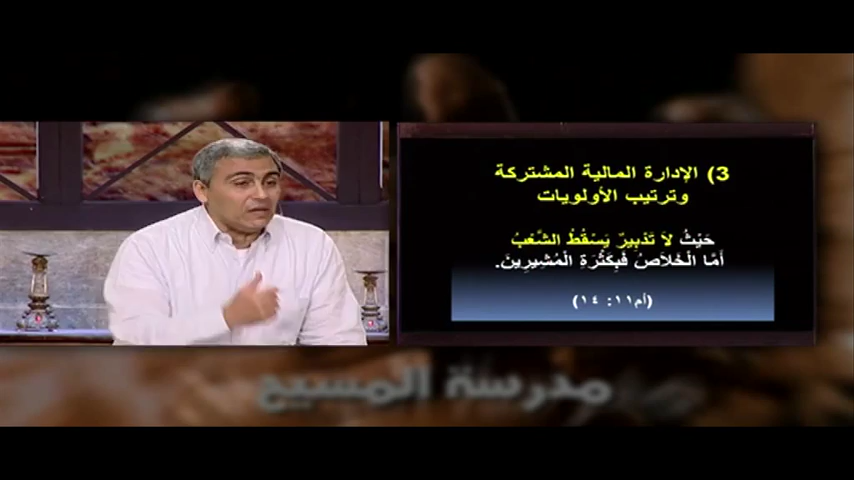 3) الإدارة المالية المشتركة
وترتيب الأولويات
حَيْثُ لاَ تَدْبِيرٌ يَسْقُطُ الشَّعْبُ
أَمَّا الْخَلاَصُ فَبِكَثْرَةِ الْمُشِيرِينَ.
(أم١١: ١٤)
مدرسة المسيح